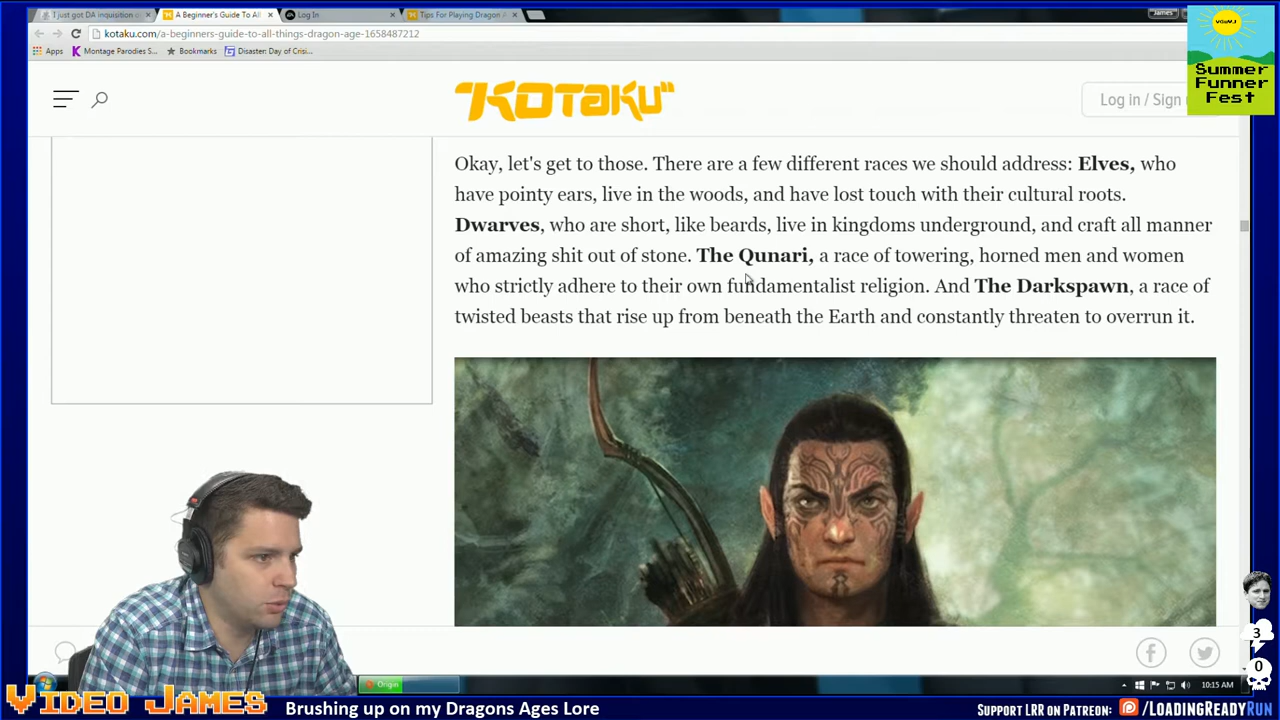 I just got DA inquisition o
A Beginner's Guide To All
Log In
Tips For Playing Dragon A
James
kotaku.com/a-beginners-guide-to-all-things-dragon-age-1658487212
Apps
Montage Parodies S...
Bookmarks
Disaster: Day of Crisi...
VGxMJ
Summer
Funner
Fest
KOTAKU
Log in / Sign
Okay, let's get to those. There are a few different races we should address: Elves, who
have pointy ears, live in the woods, and have lost touch with their cultural roots.
Dwarves, who are short, like beards, live in kingdoms underground, and craft all manner
of amazing shit out of stone. The Qunari, a race of towering, horned men and women
who strictly adhere to their own fundamentalist religion. And The Darkspawn, a race of
twisted beasts that rise up from beneath the Earth and constantly threaten to overrun it.
3
0
Origin
10:15 AM
VIDEO JAMES
Brushing up on my Dragons Ages Lore
SUPPORT LRR ON PATREON:
/LOADINGREADYRUN